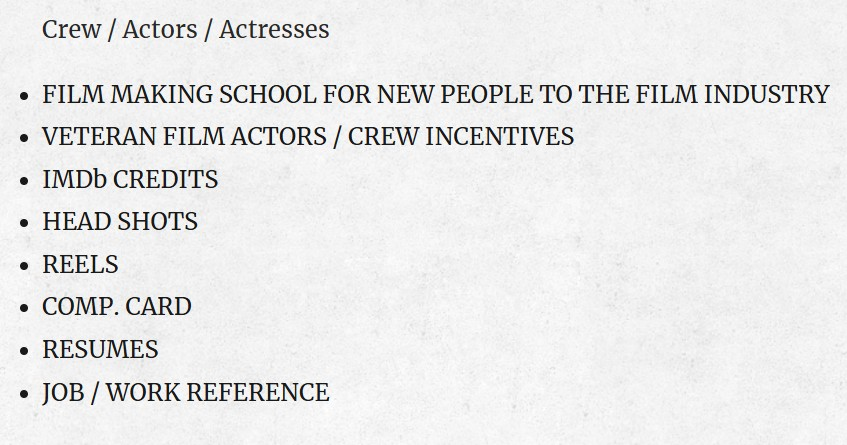 Crew / Actors / Actresses
• FILM MAKING SCHOOL FOR NEW PEOPLE TO THE FILM INDUSTRY
• VETERAN FILM ACTORS / CREW INCENTIVES
• IMDb CREDITS
• HEAD SHOTS
• REELS
• COMP. CARD
• RESUMES
• JOB / WORK REFERENCE